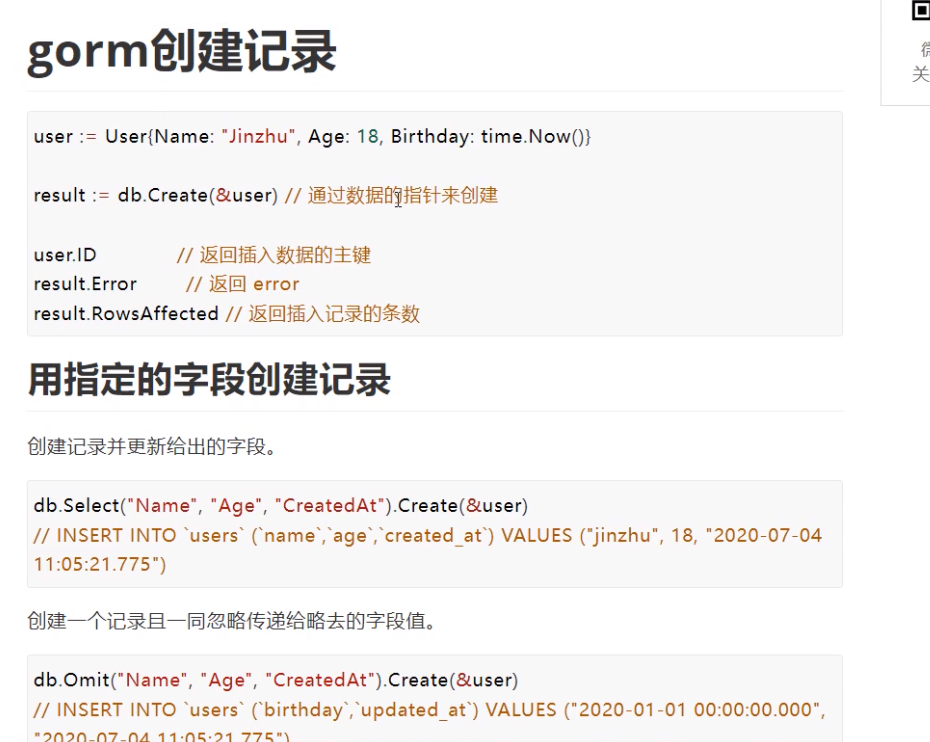 gorm创建记录
微
关
user := User{Name: "Jinzhu", Age: 18, Birthday: time.Now()}
result := db.Create(&user) // 通过数据的指针来创建
user.ID // 返回插入数据的主键
result.Error // 返回 error
result.RowsAffected // 返回插入记录的条数
用指定的字段创建记录
创建记录并更新给出的字段。
db.Select("Name", "Age", "CreatedAt").Create(&user)
// INSERT INTO `users` (`name`,`age`,`created_at`) VALUES ("jinzhu", 18, "2020-07-04
11:05:21.775")
创建一个记录且一同忽略传递给略去的字段值。
db.Omit("Name", "Age", "CreatedAt").Create(&user)
// INSERT INTO `users` (`birthday`,`updated_at`) VALUES ("2020-01-01 00:00:00.000",
"2020-07-04 11:05:21.775")